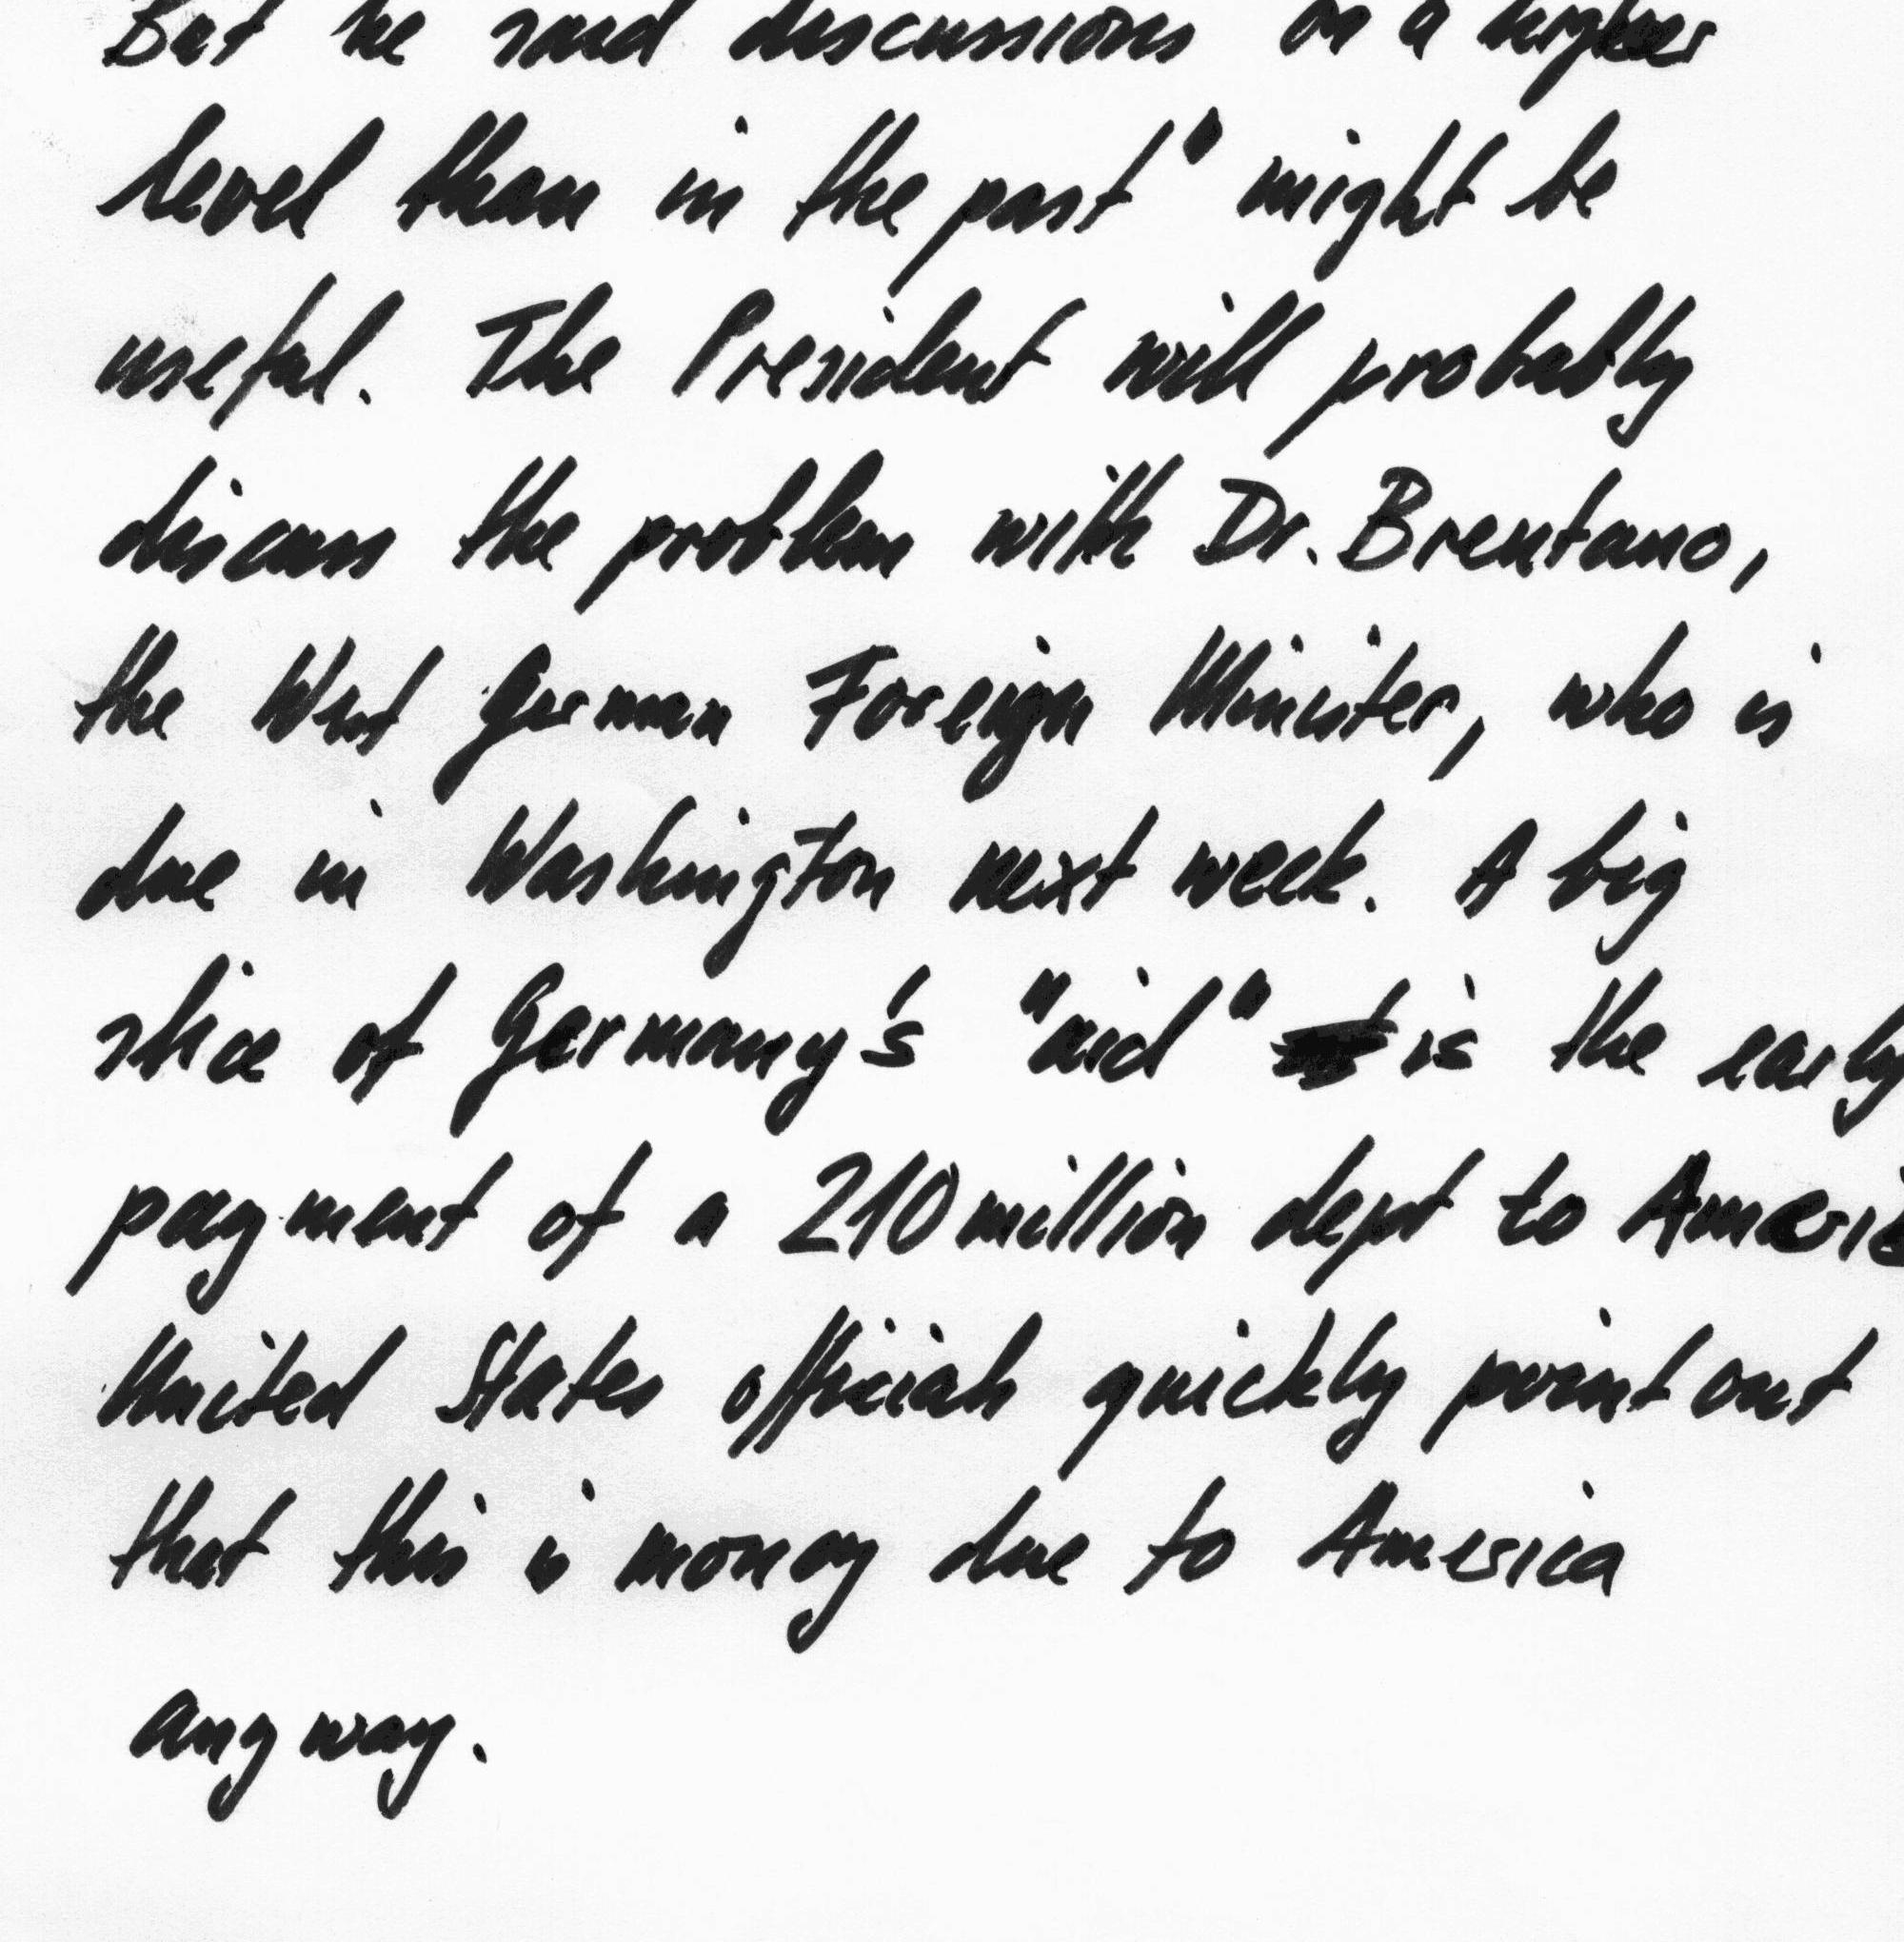 But he said discussions on a higher
level than in the past" might be
useful. The President will probably
discuss the problem with Dr. Brentano,
the West German Foreign Minister, who is
due in Washington next week. A big
slice of Germany's "aid" is the early
payment of a 210 million dept to Ameri
United States officials quickly point out
that this is money due to America
anyway.